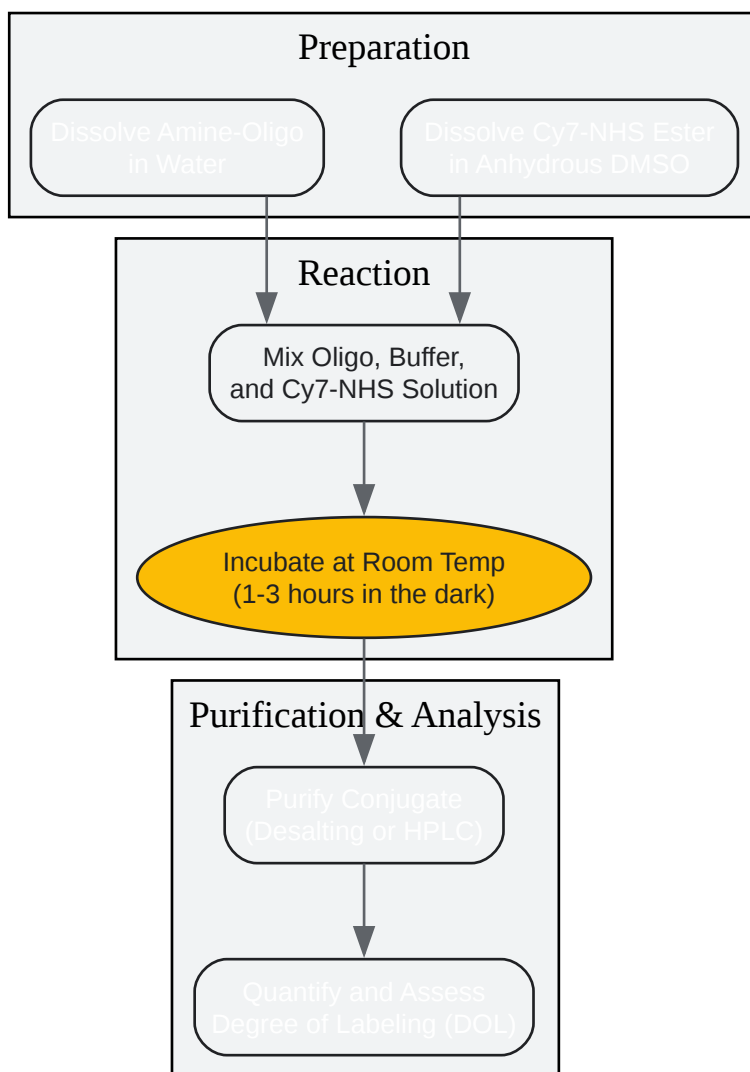 Preparation
Dissolve Amine-Oligo
in Water
Dissolve Cy7-NHS Ester
in Anhydrous DMSO
Reaction
Mix Oligo, Buffer,
and Cy7-NHS Solution
Incubate at Room Temp
(1-3 hours in the dark)
Purification & Analysis
Purify Conjugate
(Desalting or HPLC)
Quantify and Assess
Degree of Labeling (DOL)